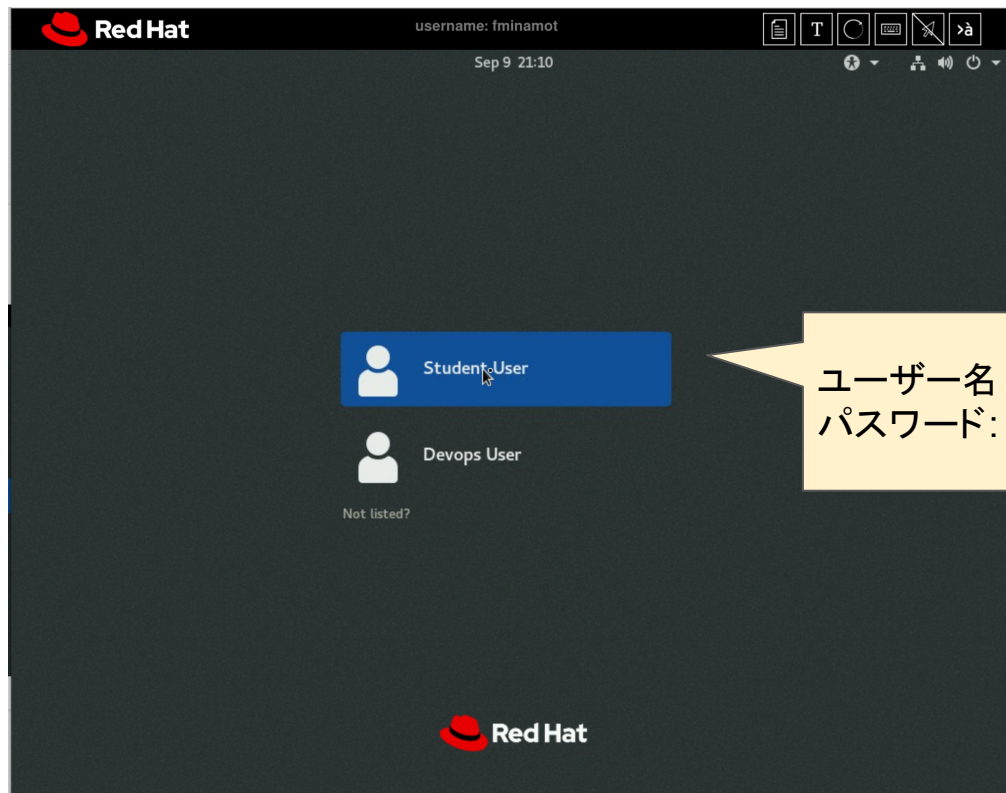 Red Hat
username: fminamot
T
>à
Sep 9 21:10
Student User
ユーザー名
パスワード:
Devops User
Not listed?
Red Hat